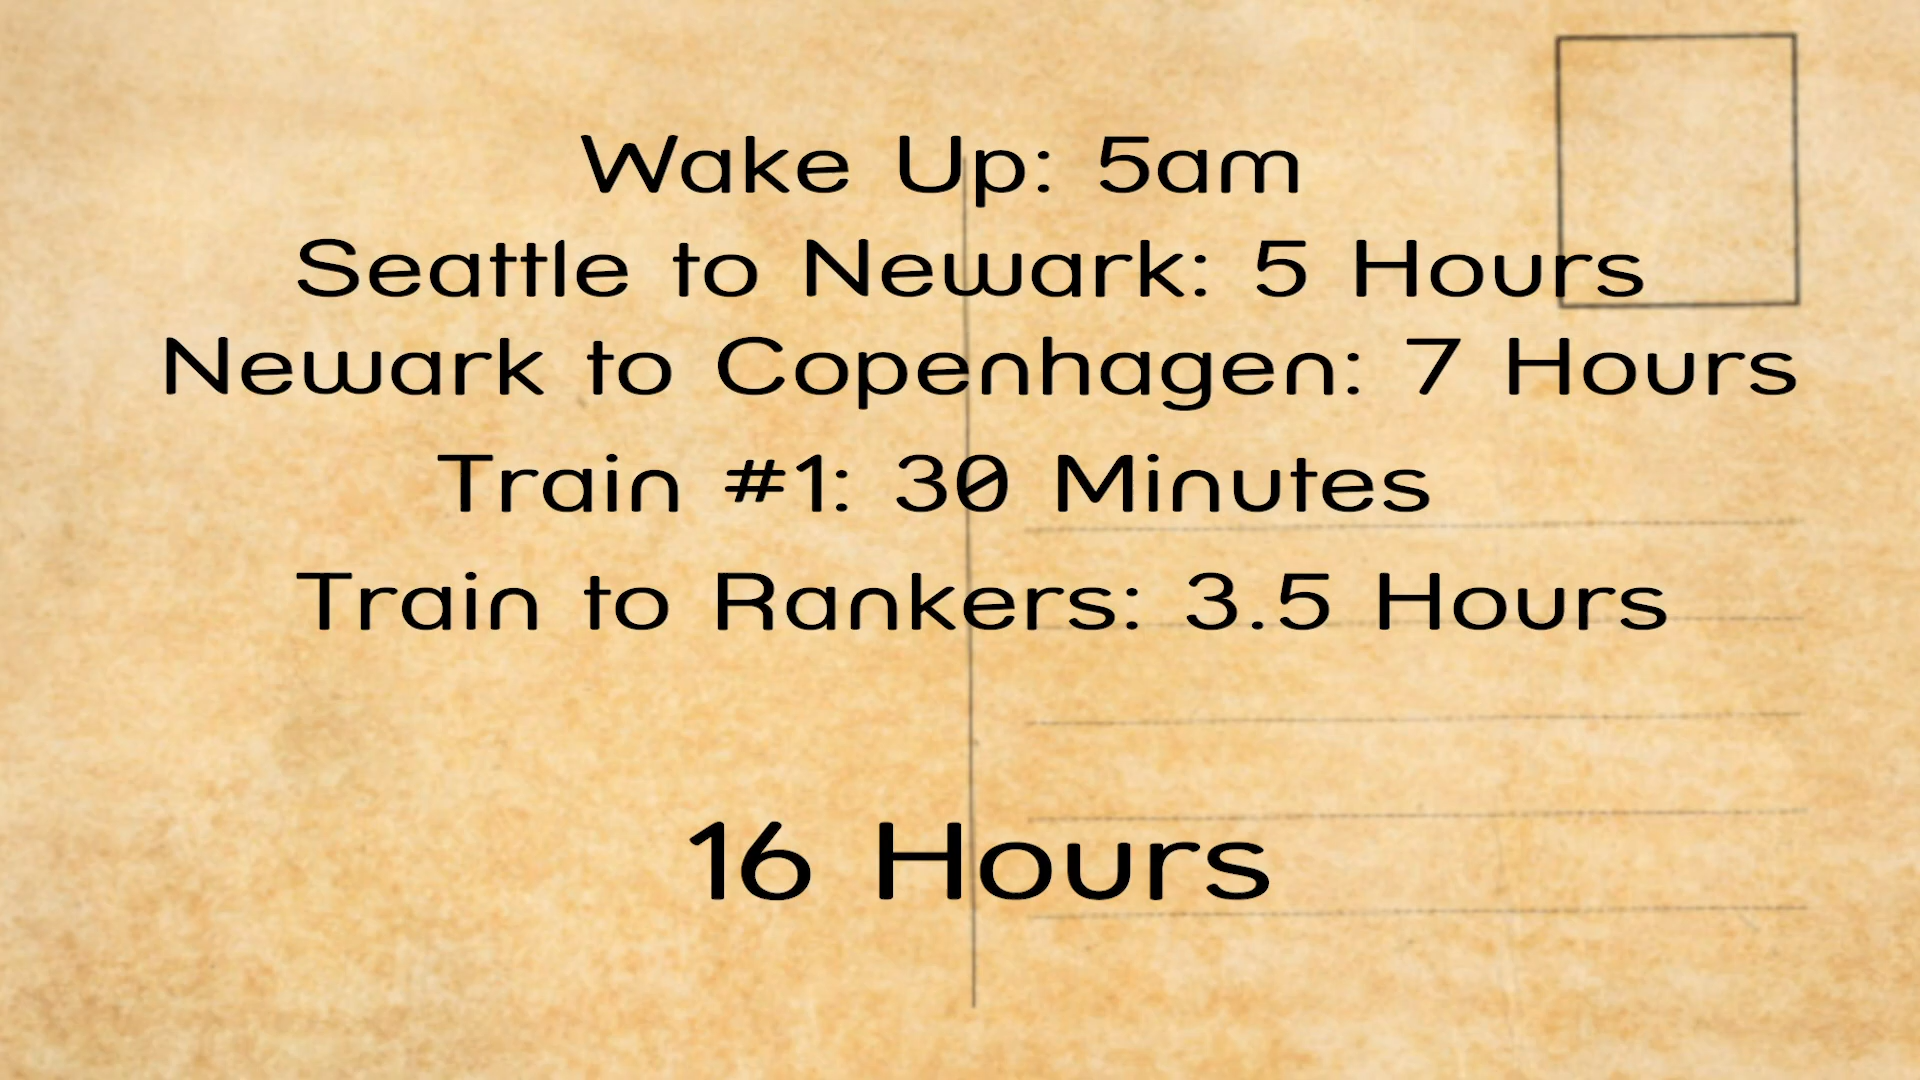 Wake Up: 5am
Seattle to Newark: 5 Hours
Newark to Copenhagen: 7 Hours
Train #1: 30 Minutes
Train to Rankers: 3.5 Hours
16 Hours